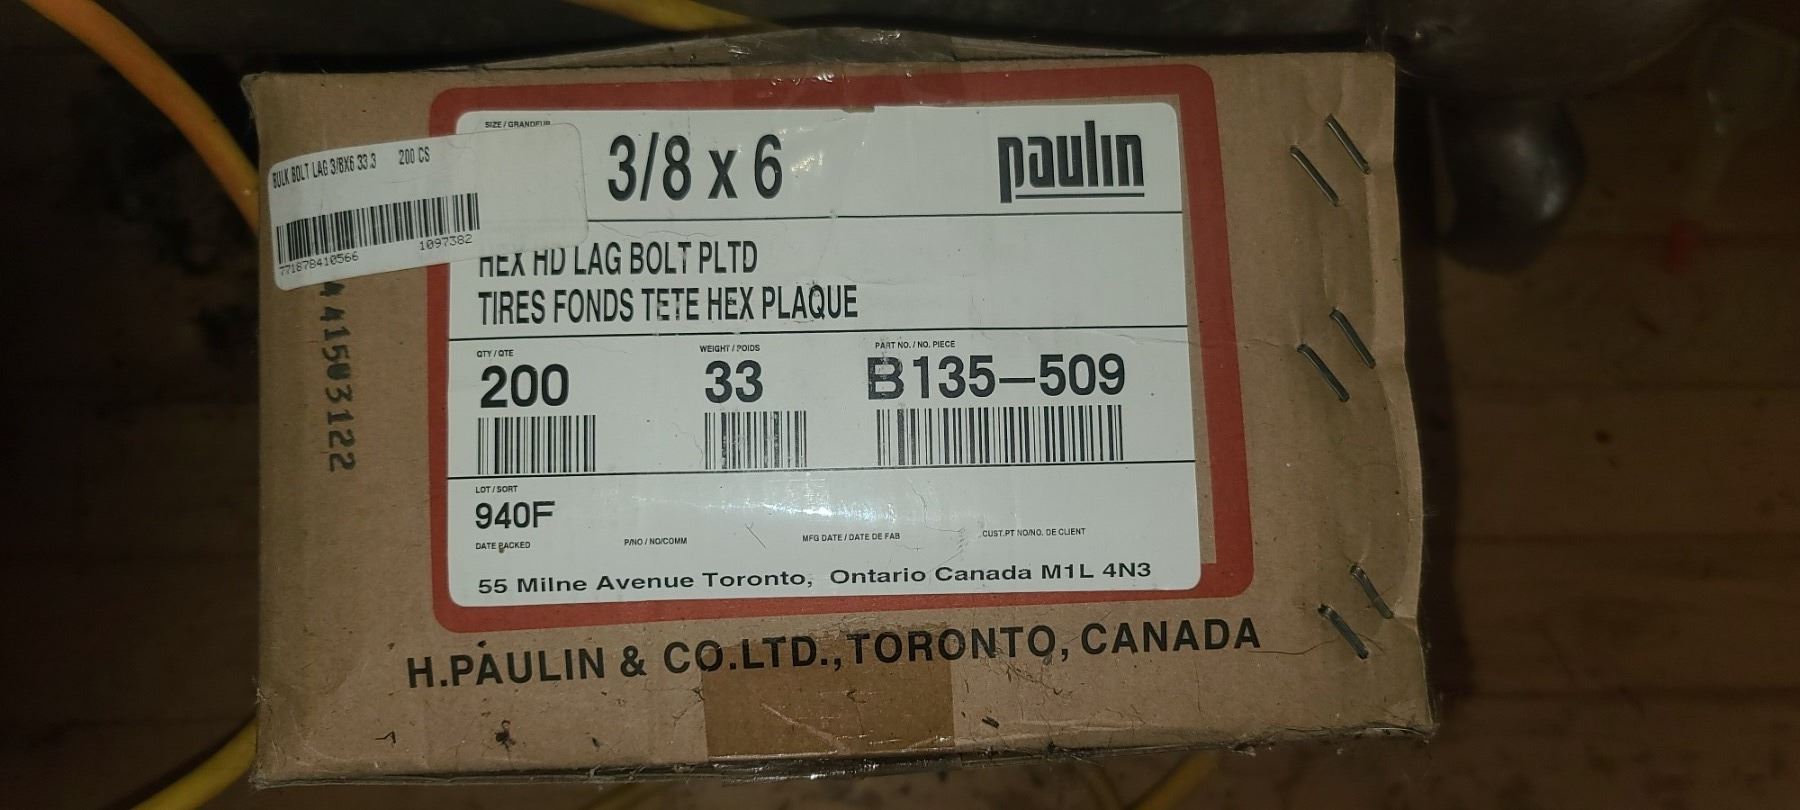 SIZE / GRANDEUR
3/8 x 6
paulin
BULK BOLT LAG 3/8X6 33.3 200 CS
1097382
771878410566
HEX HD LAG BOLT PLTD
TIRES FONDS TETE HEX PLAQUE
QTY / QTE
WEIGHT / POIDS
PART NO. / NO. PIECE
200
33
B135–509
LOT / SORT
940F
DATE PACKED
P/NO / NO/COMM
MFG DATE / DATE DE FAB
CUST.PT NO/NO. DE CLIENT
55 Milne Avenue Toronto, Ontario Canada M1L 4N3
H.PAULIN & CO.LTD.,TORONTO, CANADA